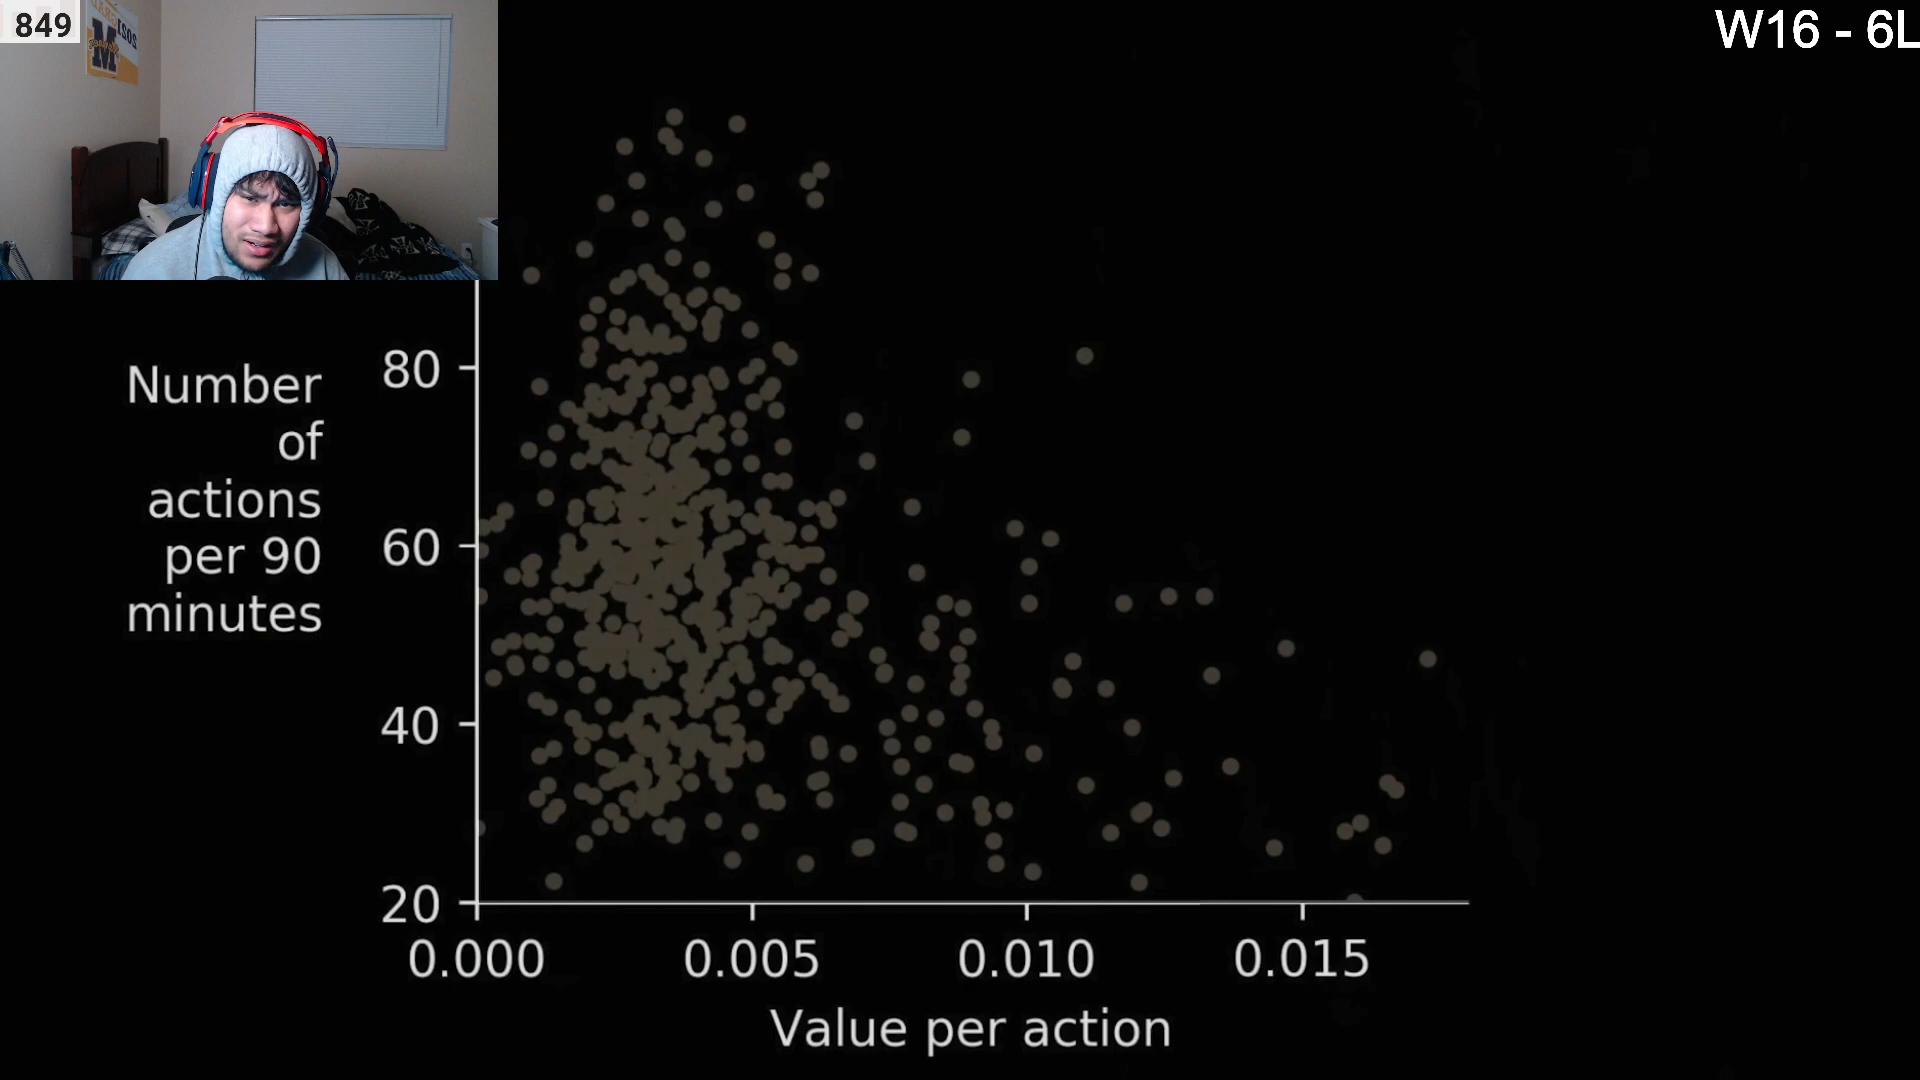 849
W16 - 6L
2021
M
Number
of
actions
per 90
minutes
80
60
40
20
0.000
0.005
0.010
0.015
Value per action